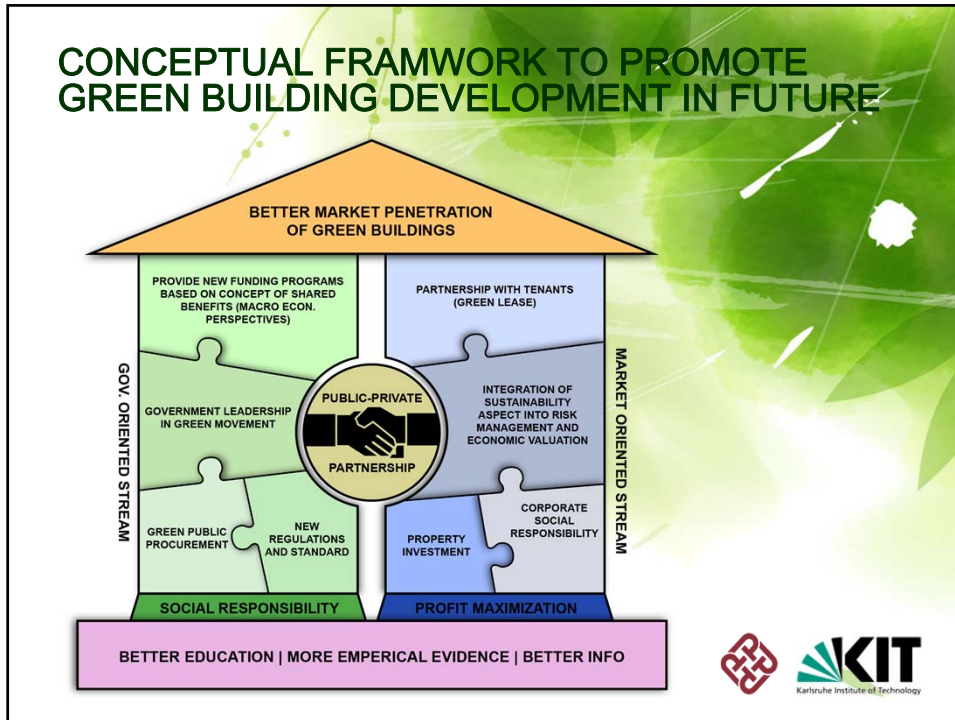 CONCEPTUAL FRAMWORK TO PROMOTE
GREEN BUILDING DEVELOPMENT IN FUTURE
BETTER MARKET PENETRATION
OF GREEN BUILDINGS
PROVIDE NEW FUNDING PROGRAMS
BASED ON CONCEPT OF SHARED
BENEFITS (MACRO ECON.
PERSPECTIVES)
PARTNERSHIP WITH TENANTS
(GREEN LEASE)
GOV. ORIENTED STREAM
GOVERNMENT LEADERSHIP
IN GREEN MOVEMENT
PUBLIC-PRIVATE
PARTNERSHIP
INTEGRATION OF
SUSTAINABILITY
ASPECT INTO RISK
MANAGEMENT AND
ECONOMIC VALUATION
MARKET ORIENTED STREAM
GREEN PUBLIC
PROCUREMENT
NEW
REGULATIONS
AND STANDARD
PROPERTY
INVESTMENT
CORPORATE
SOCIAL
RESPONSIBILITY
SOCIAL RESPONSIBILITY
PROFIT MAXIMIZATION
BETTER EDUCATION | MORE EMPERICAL EVIDENCE | BETTER INFO
KIT
Karlsruhe Institute of Technology